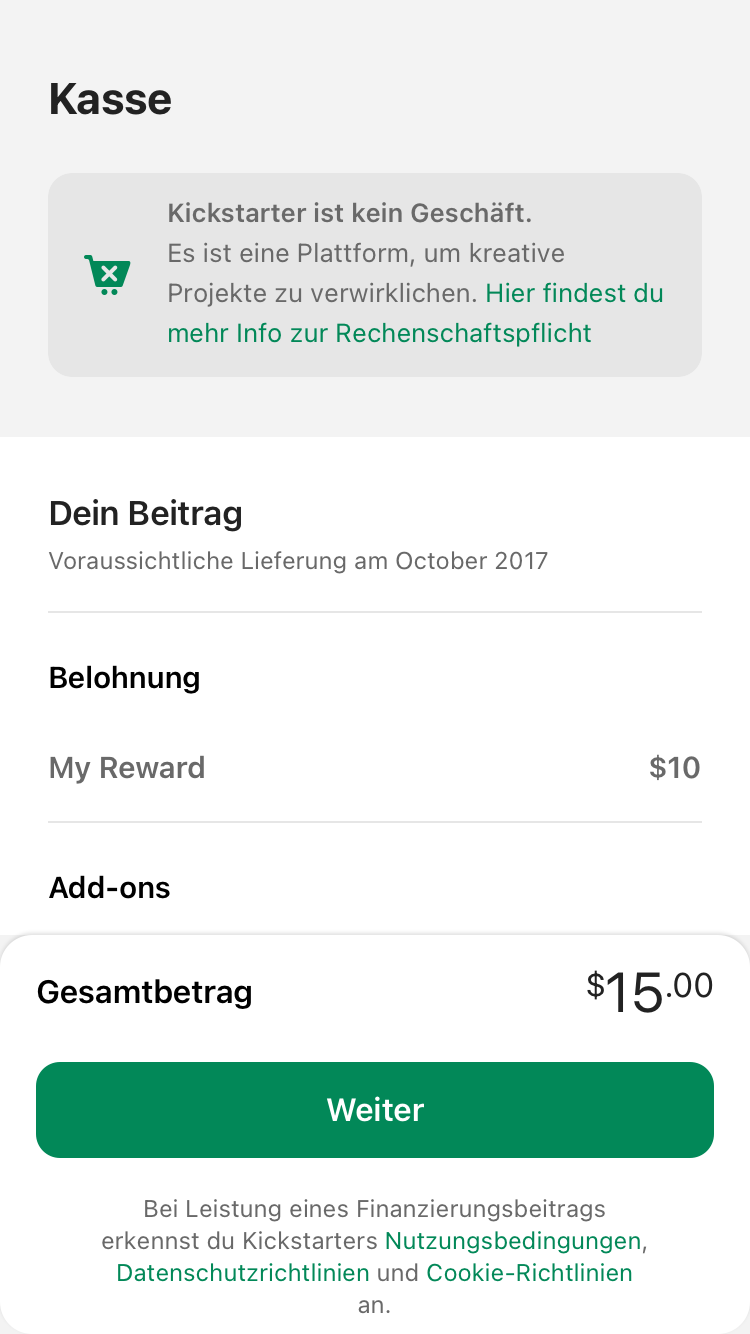 Kasse
Kickstarter ist kein Geschäft.
Es ist eine Plattform, um kreative
Projekte zu verwirklichen. Hier findest du
mehr Info zur Rechenschaftspflicht
Dein Beitrag
Voraussichtliche Lieferung am October 2017
Belohnung
My Reward $10
Add-ons
Gesamtbetrag $15.00
Weiter
Bei Leistung eines Finanzierungsbeitrags
erkennst du Kickstarters Nutzungsbedingungen,
Datenschutzrichtlinien und Cookie-Richtlinien
an.